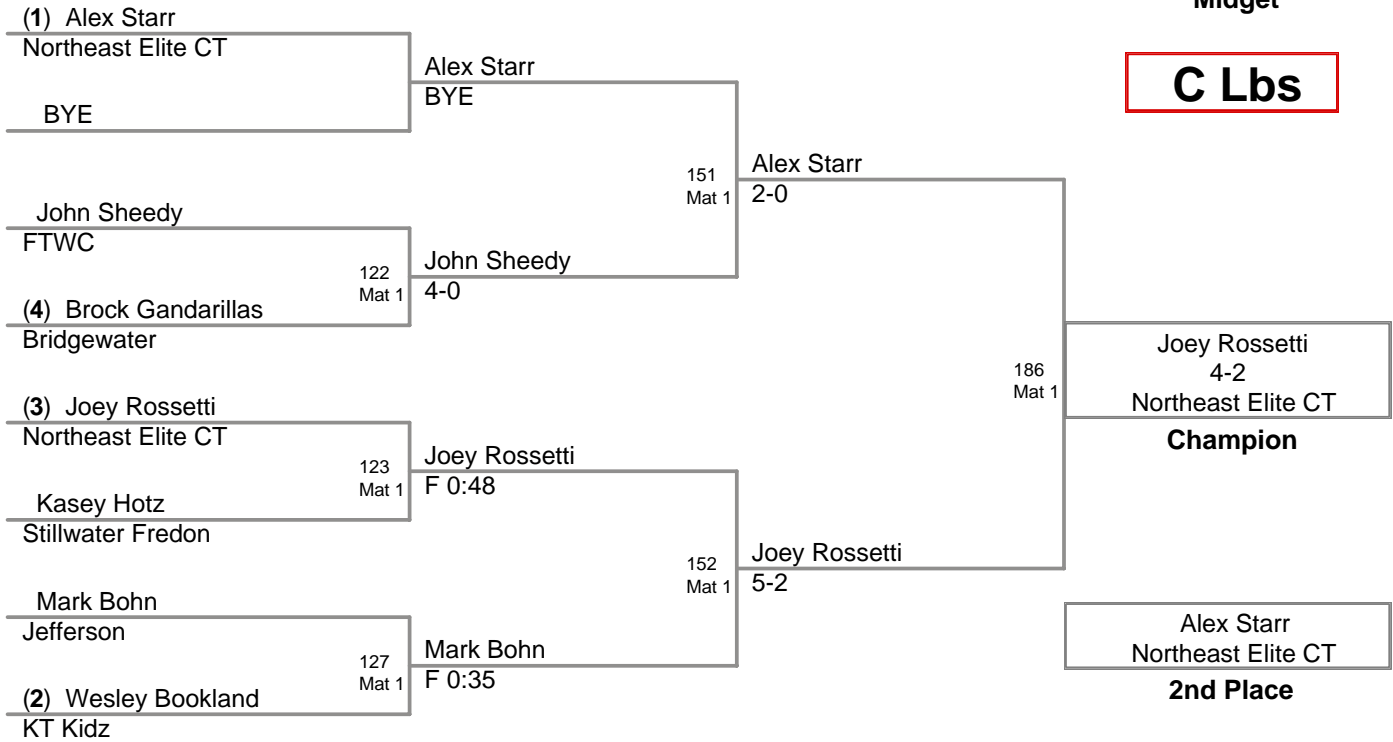 Midget
C Lbs
(1) Alex Starr
Northeast Elite CT
BYE
John Sheedy
FTWC
(4) Brock Gandarillas
Bridgewater
(3) Joey Rossetti
Northeast Elite CT
Kasey Hotz
Stillwater Fredon
Mark Bohn
Jefferson
(2) Wesley Bookland
KT Kidz
Alex Starr
BYE
122
Mat 1
John Sheedy
4-0
123
Mat 1
Joey Rossetti
F 0:48
127
Mat 1
Mark Bohn
F 0:35
151
Mat 1
Alex Starr
2-0
152
Mat 1
Joey Rossetti
5-2
186
Mat 1
Joey Rossetti
4-2
Northeast Elite CT
Champion
Alex Starr
Northeast Elite CT
2nd Place